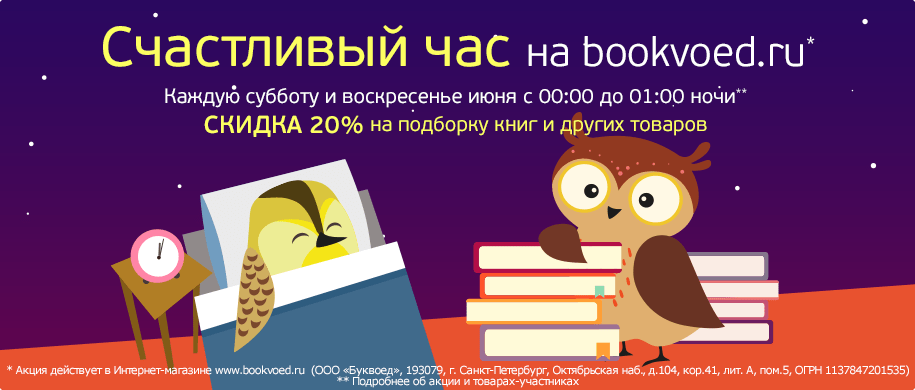 Счастливый час на bookvoed.ru*
Каждую субботу и воскресенье июня с 00:00 до 01:00 ночи**
СКИДКА 20% на подборку книг и других товаров
* Акция действует в Интернет-магазине www.bookvoed.ru (ООО «Буквоед», 193079, г. Санкт-Петербург, Октябрьская наб., д.104, кор.41, лит. А, пом.5, ОГРН 1137847201535)
** Подробнее об акции и товарах-участниках